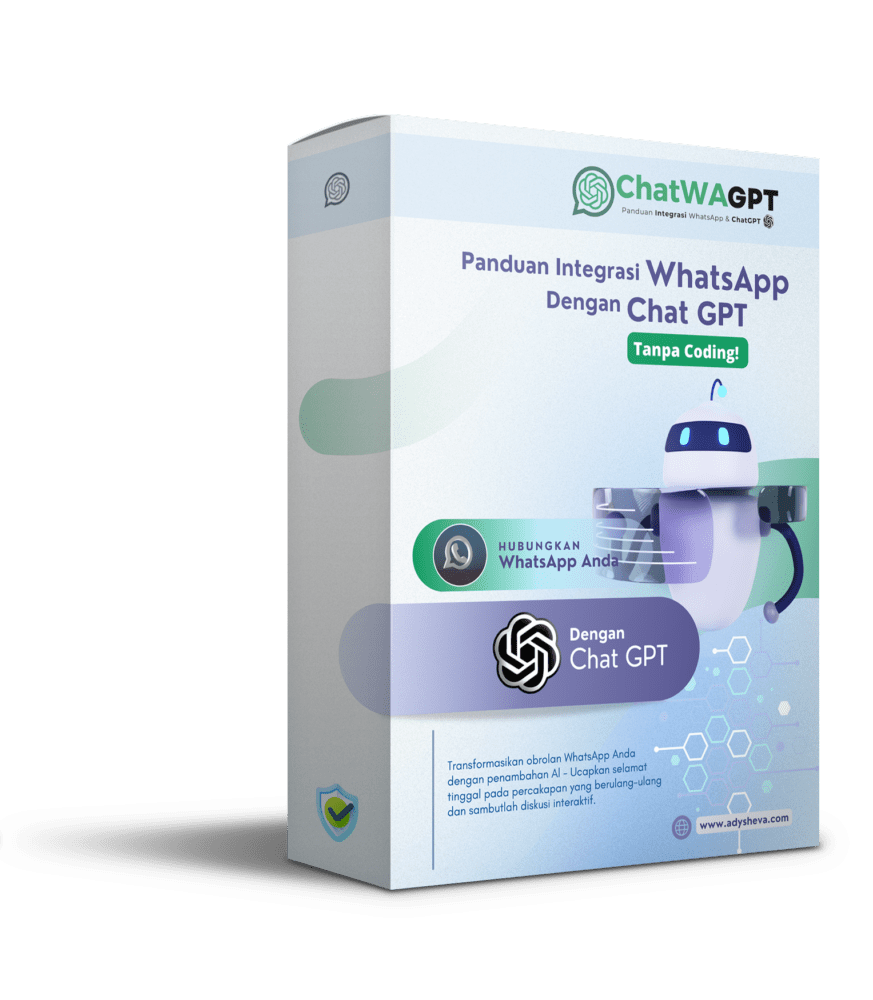 ChatWAGPT
Panduan Integrasi WhatsApp & ChatGPT
Panduan Integrasi WhatsApp
Dengan Chat GPT
Tanpa Coding!
HUBUNGKAN
WhatsApp Anda
Dengan
Chat GPT
Transformasikan obrolan WhatsApp Anda
dengan penambahan AI - Ucapkan selamat
tinggal pada percakapan yang berulang-ulang
dan sambutlah diskusi interaktif.
www.adysheva.com